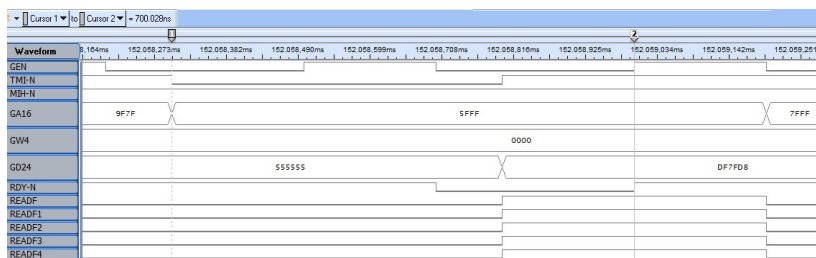 Cursor 1 to Cursor 2 = 700.028ns
1 2
Waveform 8,164ms 152.058,273ms 152.058,382ms 152.058,490ms 152.058,599ms 152.058,708ms 152.058,816ms 152.058,925ms 152.059,034ms 152.059,142ms 152.059,251
GEN
TMI-N
MIH-N
GA16 9F7F 5FFF 7FFF
GW4 0000
GD24 555555 DF7FD8
RDY-N
READF
READF1
READF2
READF3
READF4